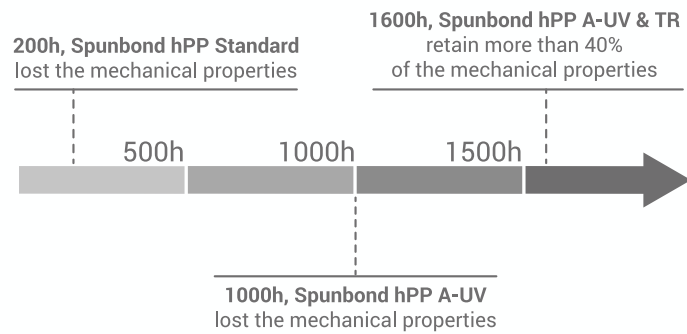 1600h, Spunbond hPP A-UV & TR
retain more than 40%
of the mechanical properties
200h, Spunbond hPP Standard
lost the mechanical properties
500h
1000h
1500h
1000h, Spunbond hPP A-UV
lost the mechanical properties